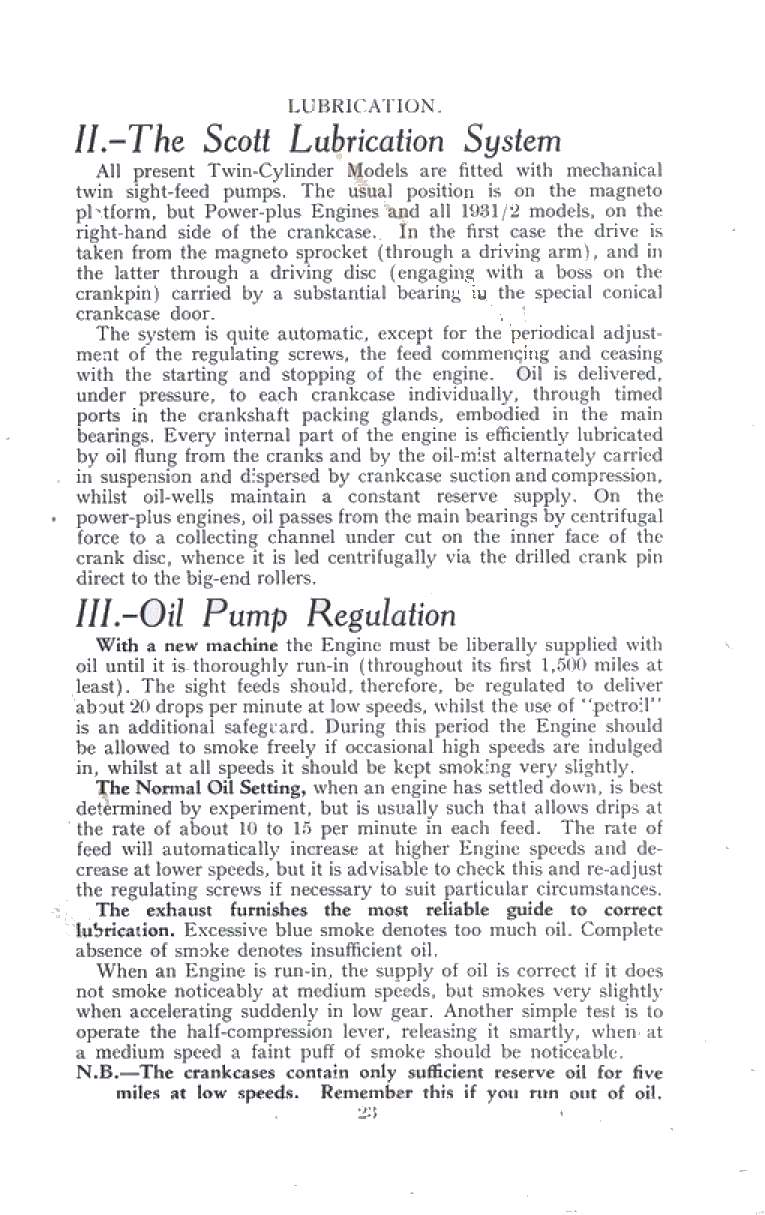 LUBRICATION.
II.–The Scott Lubrication System
All present Twin-Cylinder Models are fitted with mechanical
twin sight-feed pumps. The usual position is on the magneto
platform, but Power-plus Engines and all 1931/2 models, on the
right-hand side of the crankcase. In the first case the drive is
taken from the magneto sprocket (through a driving arm), and in
the latter through a driving disc (engaging with a boss on the
crankpin) carried by a substantial bearing in the special conical
crankcase door.
The system is quite automatic, except for the periodical adjust-
ment of the regulating screws, the feed commencing and ceasing
with the starting and stopping of the engine. Oil is delivered,
under pressure, to each crankcase individually, through timed
ports in the crankshaft packing glands, embodied in the main
bearings. Every internal part of the engine is efficiently lubricated
by oil flung from the cranks and by the oil-mist alternately carried
in suspension and dispersed by crankcase suction and compression,
whilst oil-wells maintain a constant reserve supply. On the
power-plus engines, oil passes from the main bearings by centrifugal
force to a collecting channel under cut on the inner face of the
crank disc, whence it is led centrifugally via the drilled crank pin
direct to the big-end rollers.
III.–Oil Pump Regulation
With a new machine the Engine must be liberally supplied with
oil until it is thoroughly run-in (throughout its first 1,500 miles at
least). The sight feeds should, therefore, be regulated to deliver
about 20 drops per minute at low speeds, whilst the use of "petroil"
is an additional safeguard. During this period the Engine should
be allowed to smoke freely if occasional high speeds are indulged
in, whilst at all speeds it should be kept smoking very slightly.
The Normal Oil Setting, when an engine has settled down, is best
determined by experiment, but is usually such that allows drips at
the rate of about 10 to 15 per minute in each feed. The rate of
feed will automatically increase at higher Engine speeds and de-
crease at lower speeds, but it is advisable to check this and re-adjust
the regulating screws if necessary to suit particular circumstances.
The exhaust furnishes the most reliable guide to correct
lubrication. Excessive blue smoke denotes too much oil. Complete
absence of smoke denotes insufficient oil.
When an Engine is run-in, the supply of oil is correct if it does
not smoke noticeably at medium speeds, but smokes very slightly
when accelerating suddenly in low gear. Another simple test is to
operate the half-compression lever, releasing it smartly, when at
a medium speed a faint puff of smoke should be noticeable.
N.B.—The crankcases contain only sufficient reserve oil for five
miles at low speeds. Remember this if you run out of oil.
23